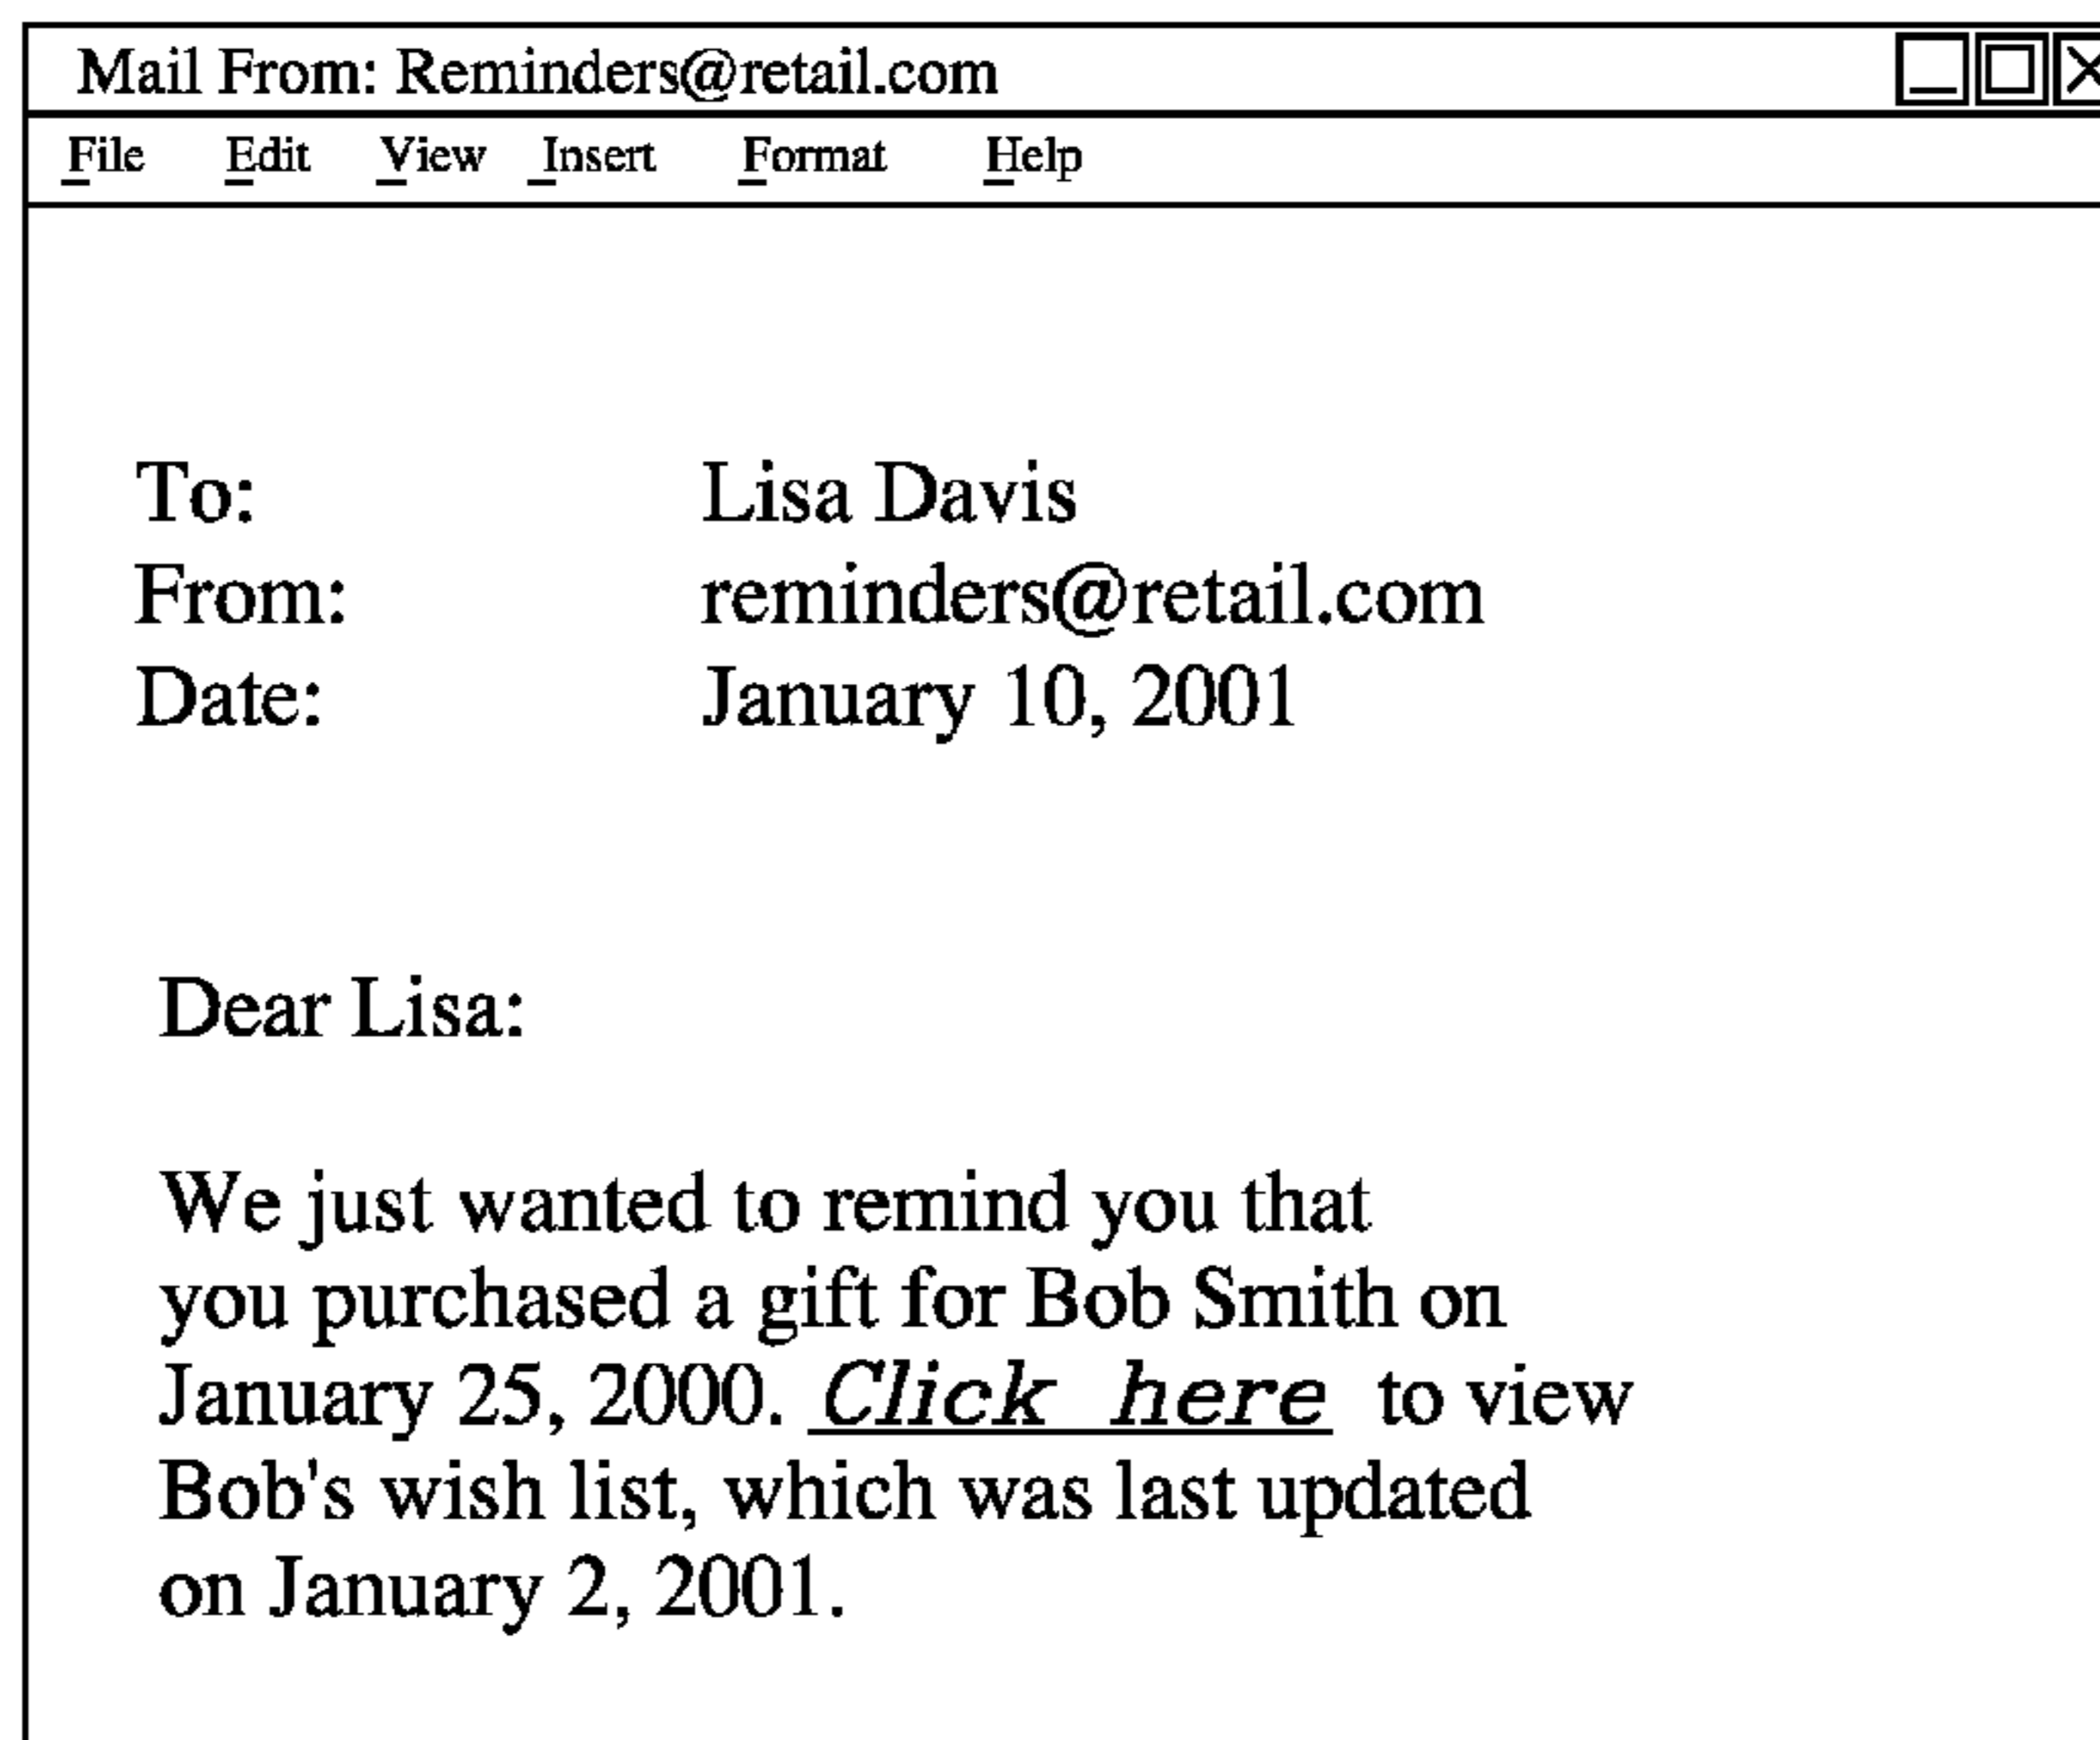 Mail From: Reminders@retail.com
File Edit View Insert Format Help
To: Lisa Davis
From: reminders@retail.com
Date: January 10, 2001
Dear Lisa:
We just wanted to remind you that
you purchased a gift for Bob Smith on
January 25, 2000. Click here to view
Bob's wish list, which was last updated
on January 2, 2001.